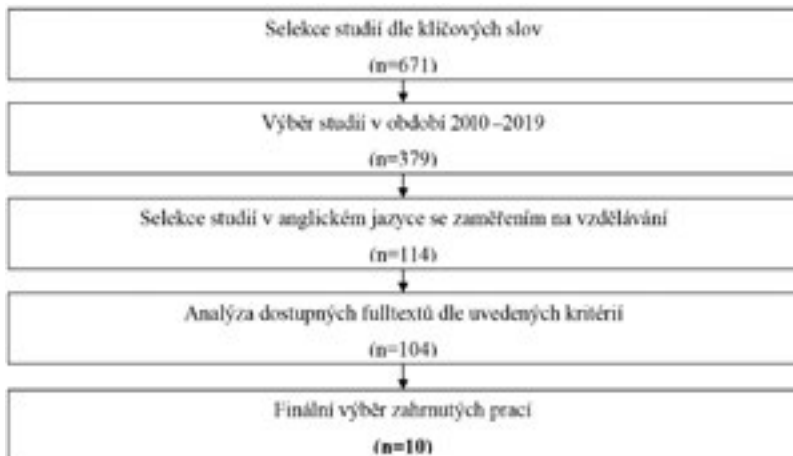 Selekce studií dle klíčových slov
(n=671)
Výběr studií v období 2010–2019
(n=379)
Selekce studií v anglickém jazyce se zaměřením na vzdělávání
(n=114)
Analýza dostupných fulltextů dle uvedených kritérií
(n=104)
Finální výběr zahrnutých prací
(n=10)